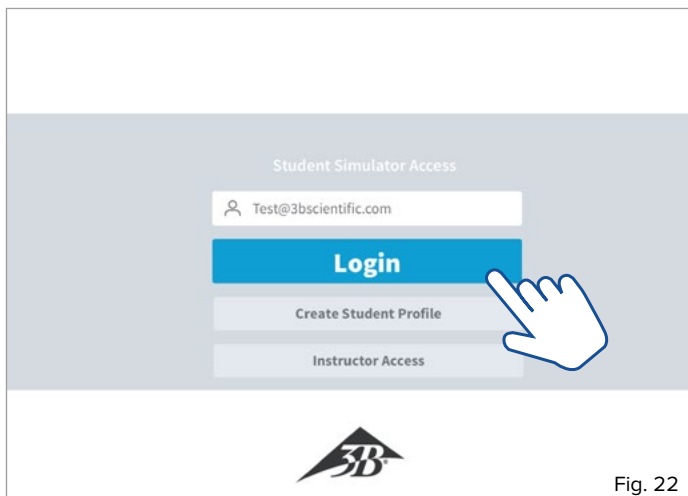 Student Simulator Access
Test@3bscientific.com
Login
Create Student Profile
Instructor Access
3B
Fig. 22